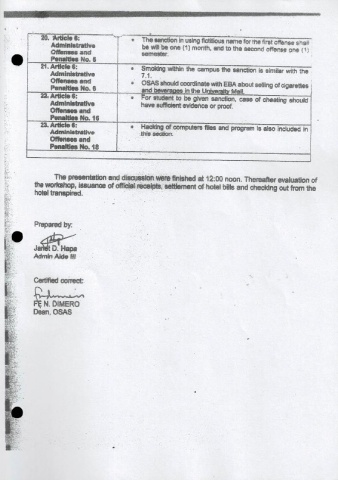 20. Article 6:
Administrative
Offenses and
Penalties No. 5
• The sanction in using fictitious name for the first offense shall
be will be one (1) month, and to the second offense one (1)
semester.
21. Article 6:
Administrative
Offenses and
Penalties No. 8
• Smoking within the campus the sanction is similar with the
7.1.
• OSAS should coordinate with EBA about selling of cigarettes
and beverages in the University Mall.
22. Article 6:
Administrative
Offenses and
Penalties No. 16
• For student to be given sanction, case of cheating should
have sufficient evidence or proof.
23. Article 6:
Administrative
Offenses and
Penalties No. 18
• Hacking of computers files and program is also included in
this section.
The presentation and discussion were finished at 12:00 noon. Thereafter evaluation of
the workshop, issuance of official receipts, settlement of hotel bills and checking out from the
hotel transpired.
Prepared by:
Janet D. Hapa
Admin Aide III
Certified correct:
FE N. DIMERO
Dean, OSAS